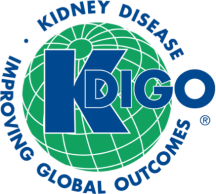 • KIDNEY DISEASE
IMPROVING GLOBAL OUTCOMES
KDIGO
®